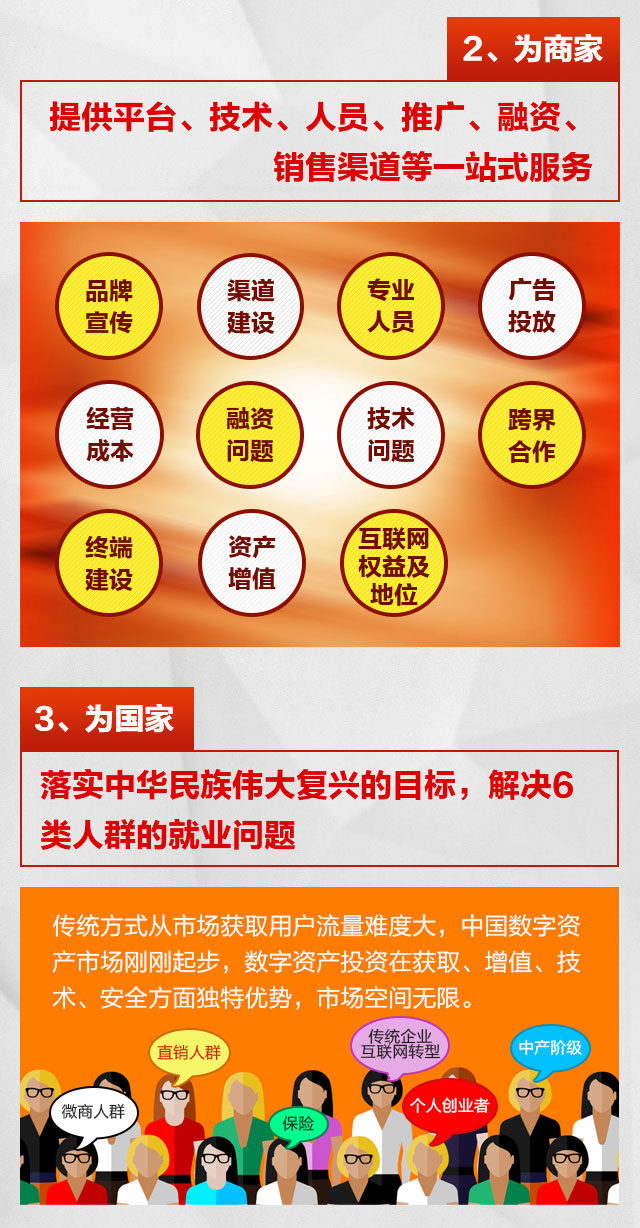 2、为商家
提供平台、技术、人员、推广、融资、
销售渠道等一站式服务
品牌
宣传
渠道
建设
专业
人员
广告
投放
经营
成本
融资
问题
技术
问题
跨界
合作
终端
建设
资产
增值
互联网
权益及
地位
3、为国家
落实中华民族伟大复兴的目标，解决6
类人群的就业问题
传统方式从市场获取用户流量难度大，中国数字资
产市场刚刚起步，数字资产投资在获取、增值、技
术、安全方面独特优势，市场空间无限。
直销人群
传统企业
互联网转型
中产阶级
微商人群
保险
个人创业者